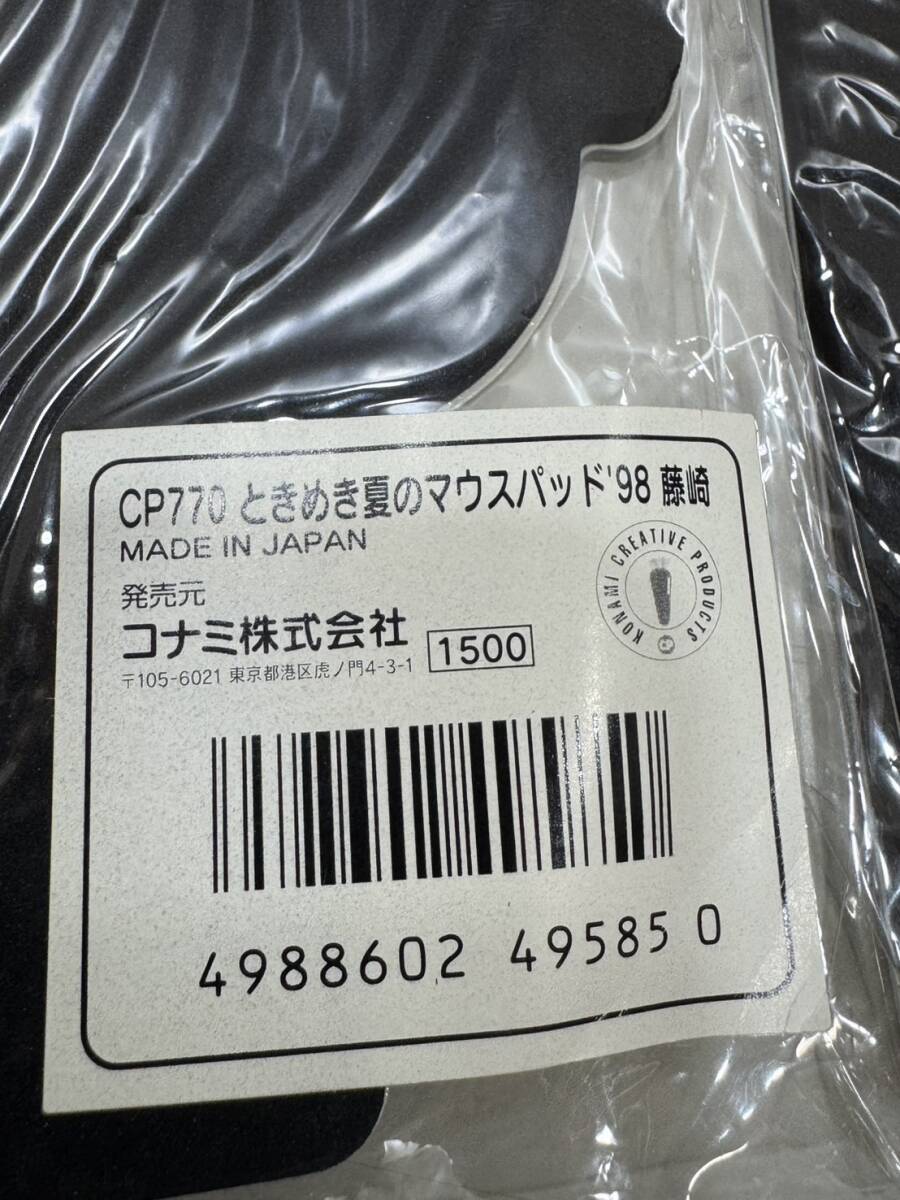 CP770 ときめき夏のマウスパッド'98 藤崎
MADE IN JAPAN
KONAMI CREATIVE PRODUCTS
発売元
コナミ株式会社
1500
〒105-6021 東京都港区虎ノ門4-3-1
4988602 49585 0